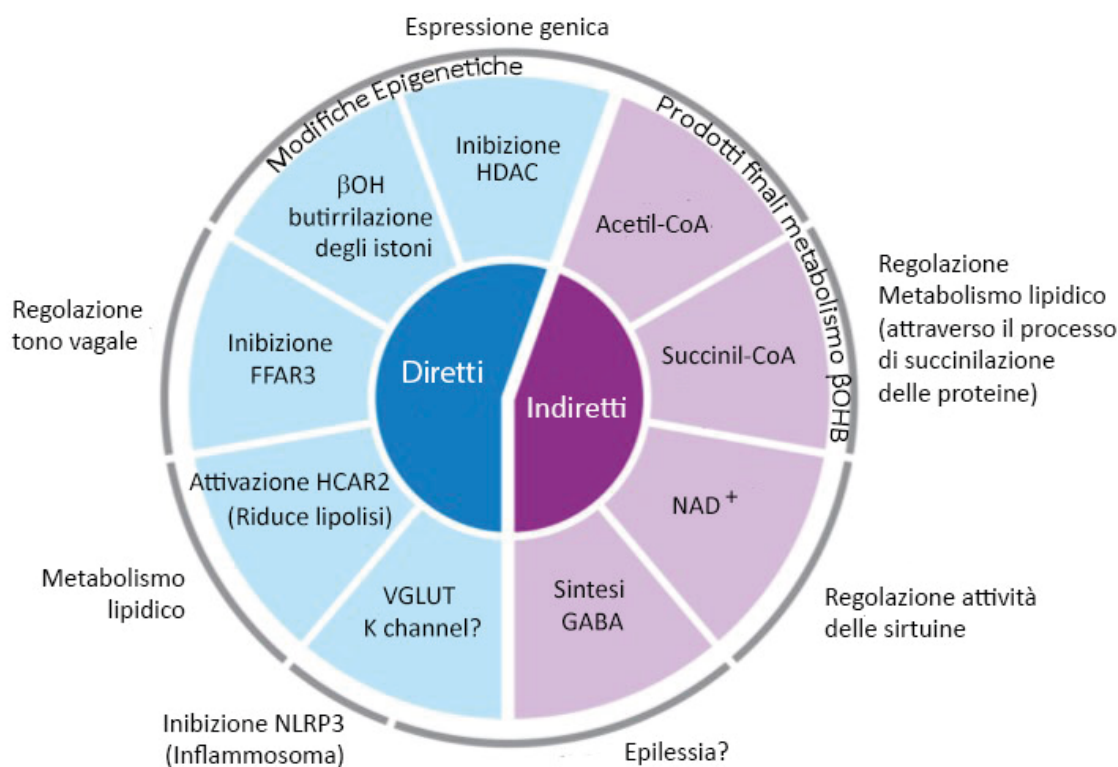 Espressione genica
Modifiche Epigenetiche
Prodotti finali metabolismo βOHB
Inibizione
HDAC
βOH
butirrilazione
degli istoni
Acetil-CoA
Regolazione
tono vagale
Inibizione
FFAR3
Diretti
Indiretti
Succinil-CoA
Regolazione
Metabolismo lipidico
(attraverso il processo
di succinilazione
delle proteine)
Attivazione HCAR2
(Riduce lipolisi)
NAD +
Metabolismo
lipidico
VGLUT
K channel?
Sintesi
GABA
Regolazione attività
delle sirtuine
Inibizione NLRP3
(Inflammosoma)
Epilessia?